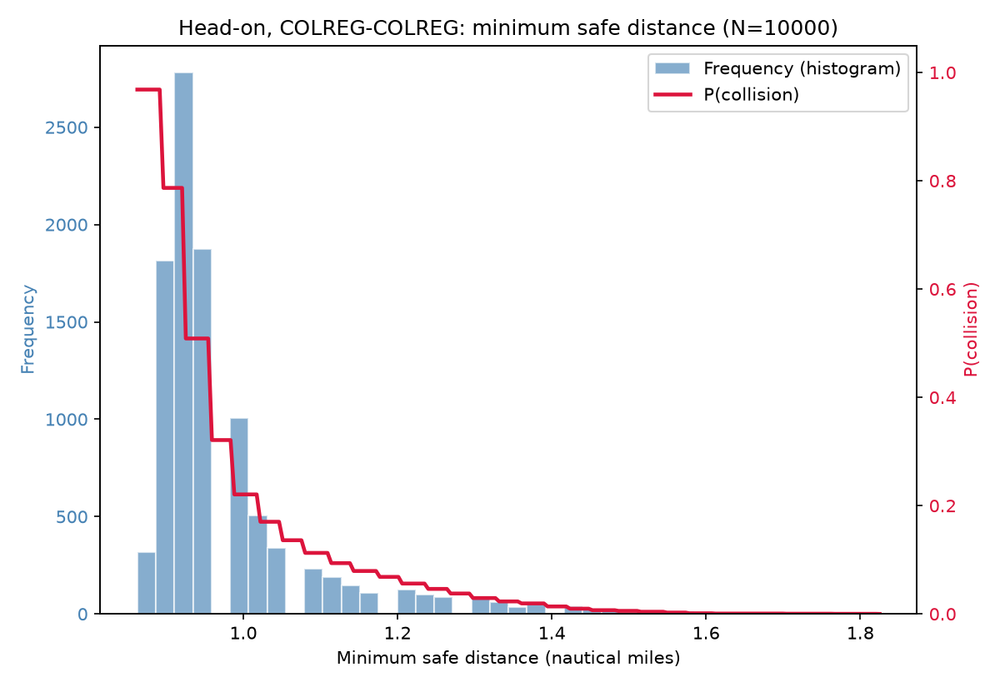 Head-on, COLREG-COLREG: minimum safe distance (N=10000)
Frequency (histogram)
P(collision)
2500
2000
1500
1000
500
0
Frequency
1.0
0.8
0.6
0.4
0.2
0.0
P(collision)
1.0 1.2 1.4 1.6 1.8
Minimum safe distance (nautical miles)